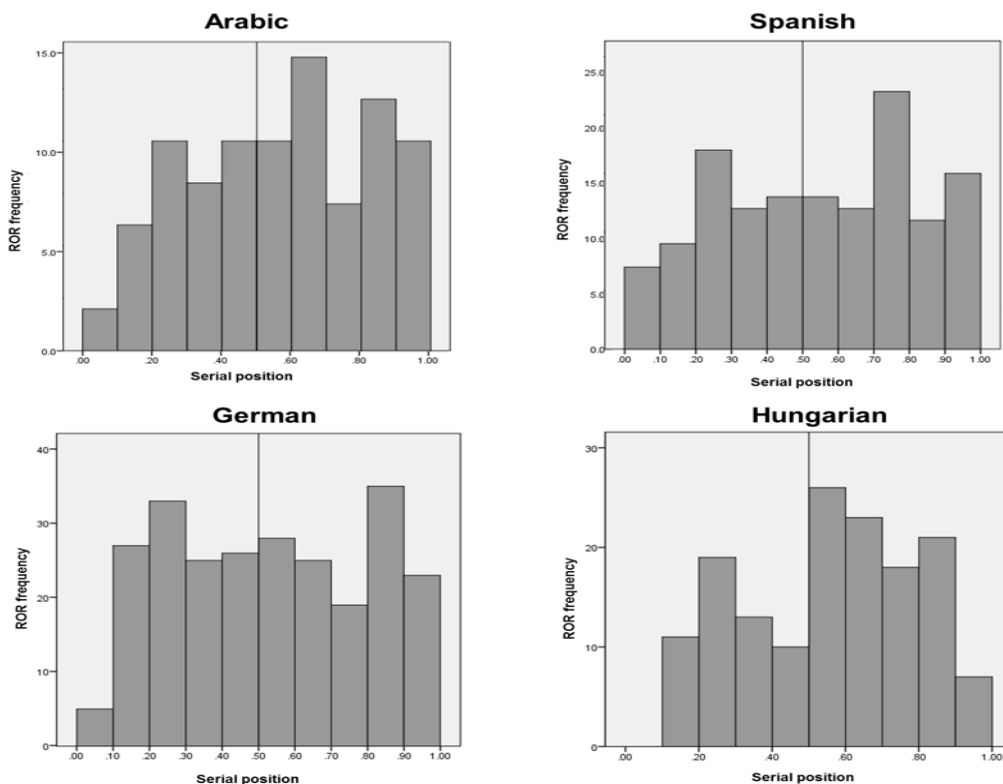 Arabic
15.0
10.0
5.0
0.0
ROR frequency
.00 .20 .40 .60 .80 1.00
Serial position
Spanish
25.0
20.0
15.0
10.0
5.0
0.0
ROR frequency
.00 .10 .20 .30 .40 .50 .60 .70 .80 .90 1.00
Serial position
German
40
30
20
10
0
ROR frequency
.00 .10 .20 .30 .40 .50 .60 .70 .80 .90 1.00
Serial position
Hungarian
30
20
10
0
ROR frequency
.00 .20 .40 .60 .80 1.00
Serial position